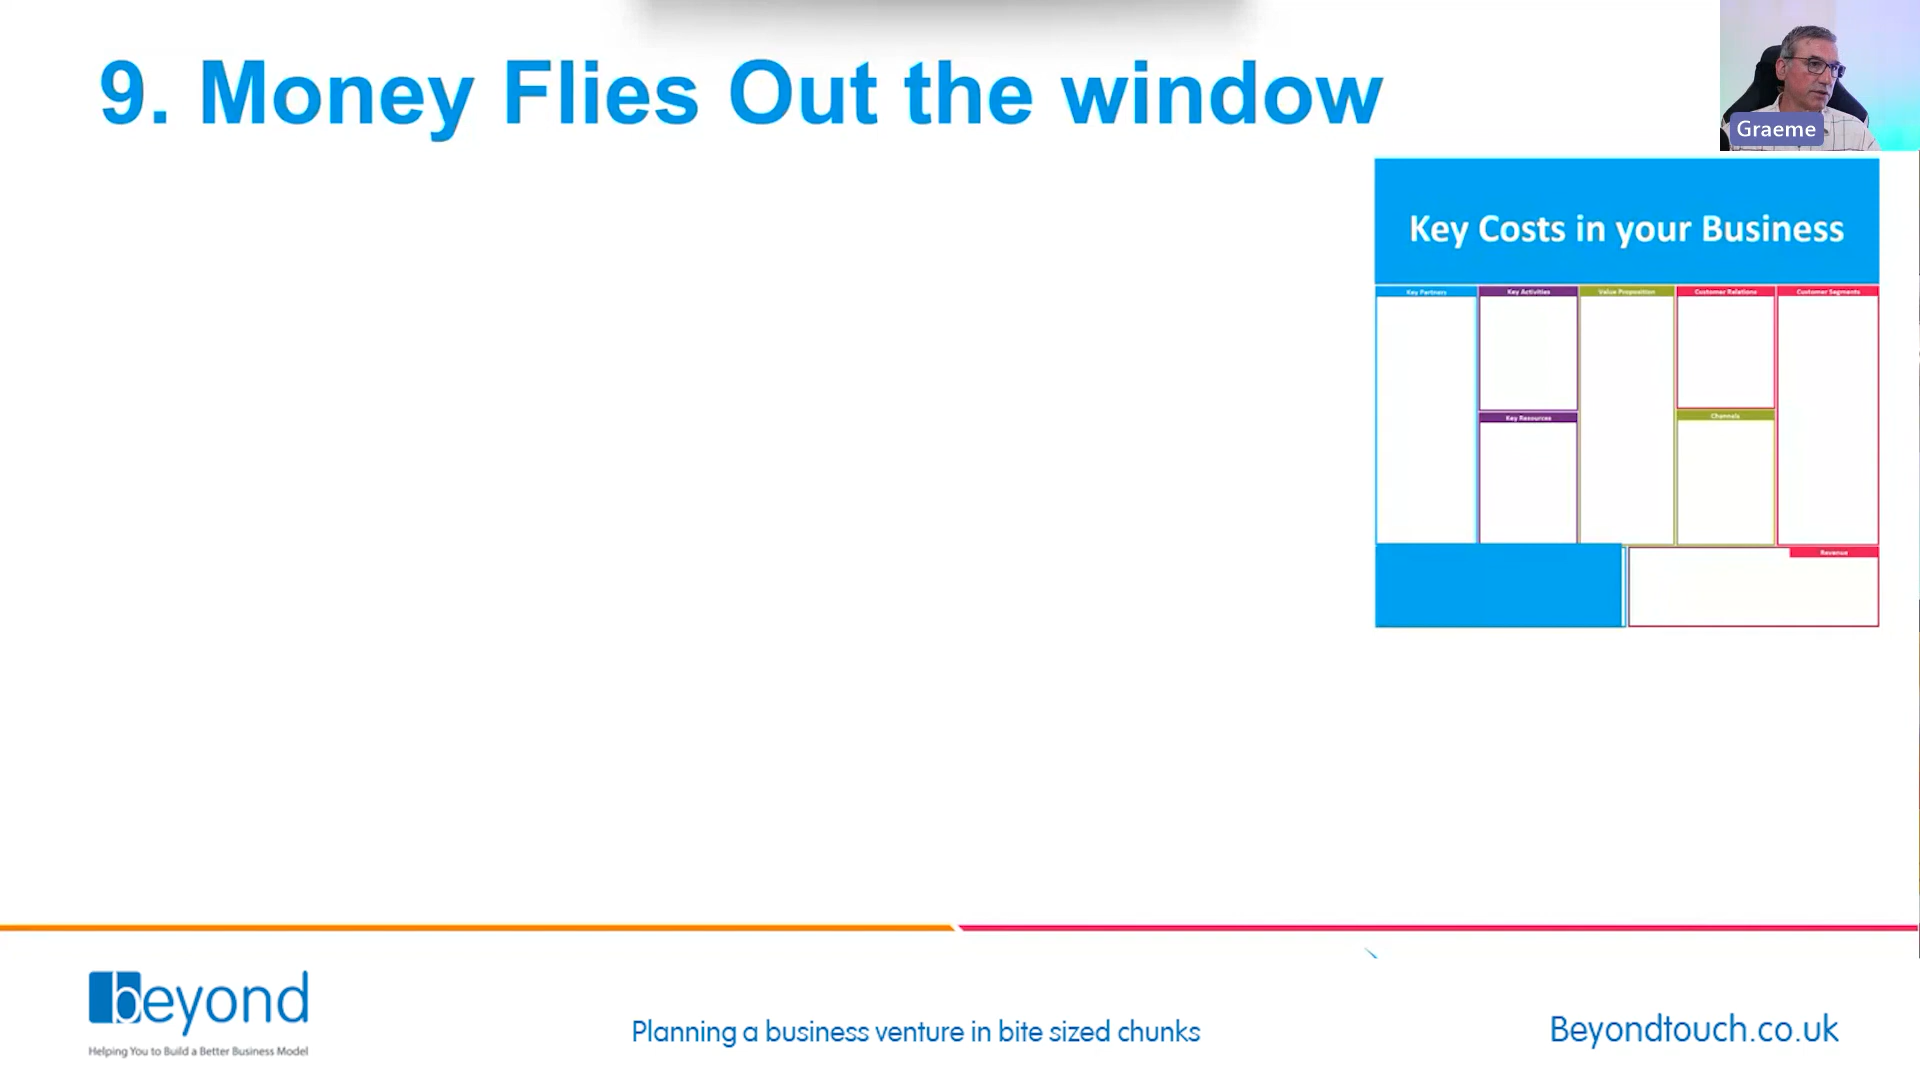 9. Money Flies Out the window
Graeme
Key Costs in your Business
Key Partners
Key Activities
Value Proposition
Customer Relations
Customer Segments
Key Resources
Channels
Revenue
beyond
Helping You to Build a Better Business Model
Planning a business venture in bite sized chunks
Beyondtouch.co.uk